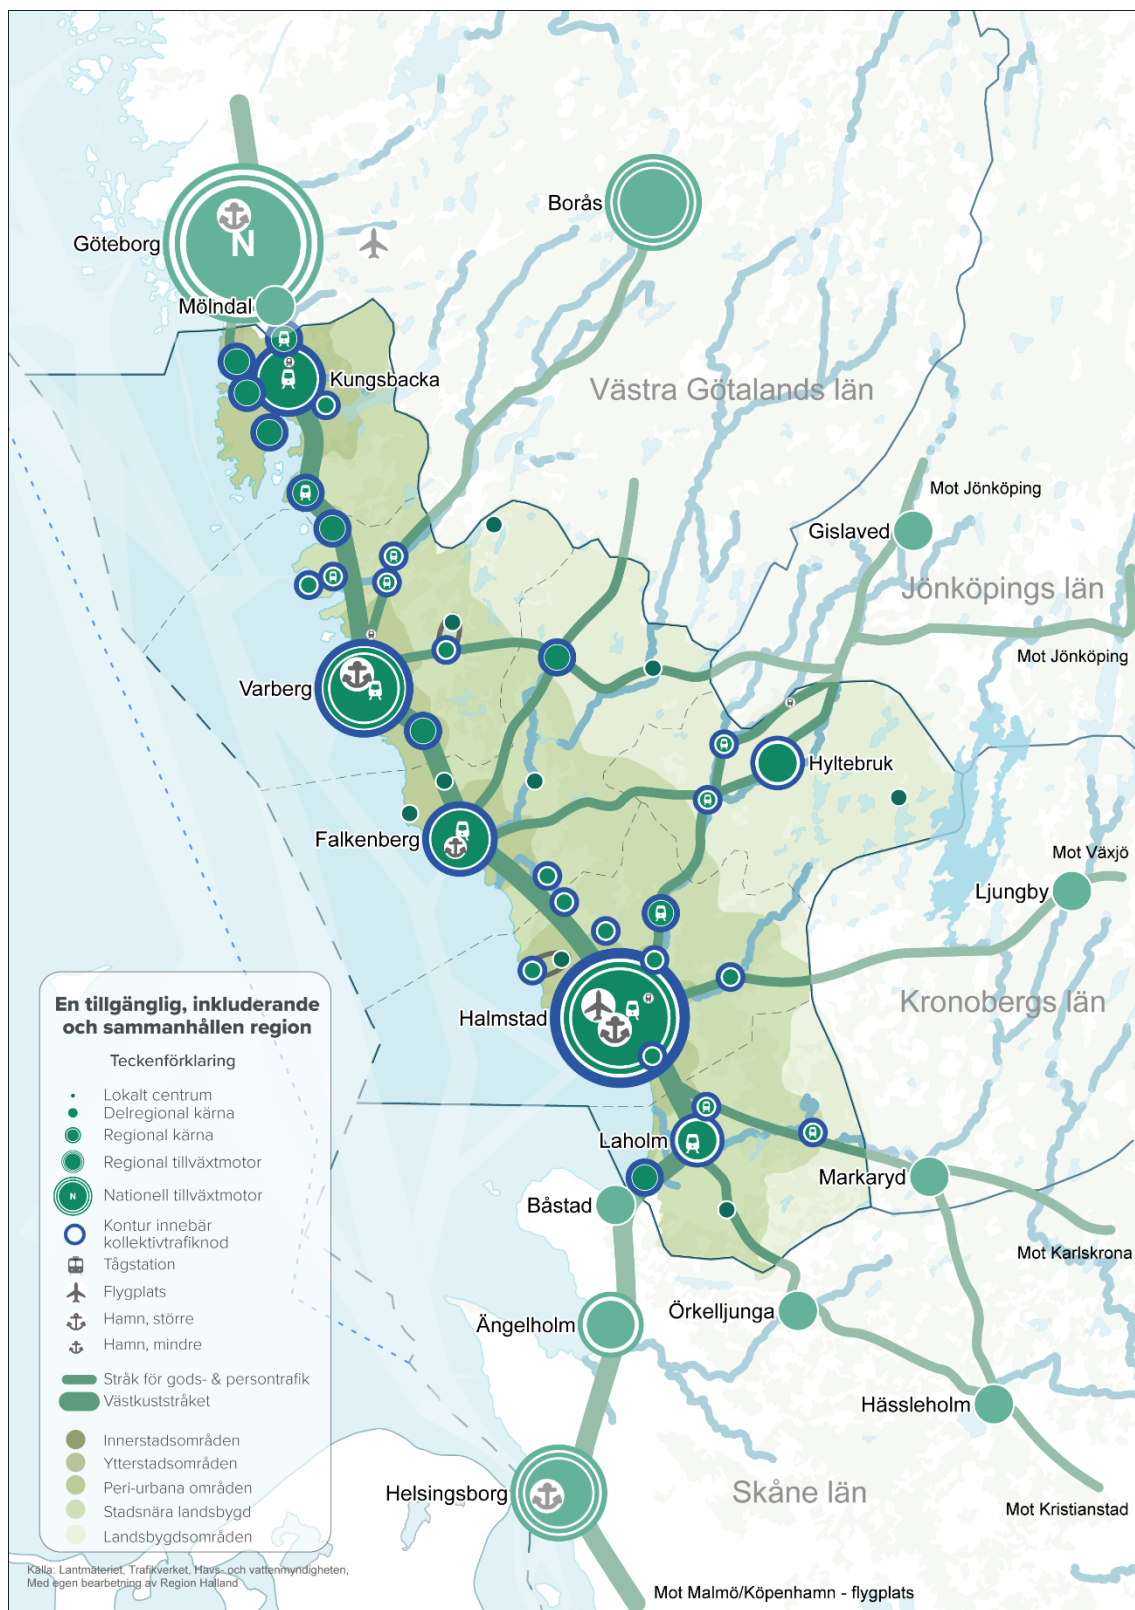 Borås
Göteborg
N
Mölndal
Kungsbacka
Västra Götalands län
Mot Jönköping
Gislaved
Jönköpings län
Mot Jönköping
Varberg
Hyltebruk
Falkenberg
Mot Växjö
Ljungby
Kronobergs län
Halmstad
Laholm
Markaryd
Båstad
Mot Karlskrona
Örkelljunga
Ängelholm
Hässleholm
Helsingborg
Skåne län
Mot Kristianstad
Mot Malmö/Köpenhamn - flygplats
En tillgänglig, inkluderande
och sammanhållen region
Teckenförklaring
Lokalt centrum
Delregional kärna
Regional kärna
Regional tillväxtmotor
N
Nationell tillväxtmotor
Kontur innebär
kollektivtrafiknod
Tågstation
Flygplats
Hamn, större
Hamn, mindre
Stråk för gods- & persontrafik
Västkuststråket
Innerstadsområden
Ytterstadsområden
Peri-urbana områden
Stadsnära landsbygd
Landsbygdsområden
Källa: Lantmäteriet, Trafikverket, Havs- och vattenmyndigheten,
Med egen bearbetning av Region Halland